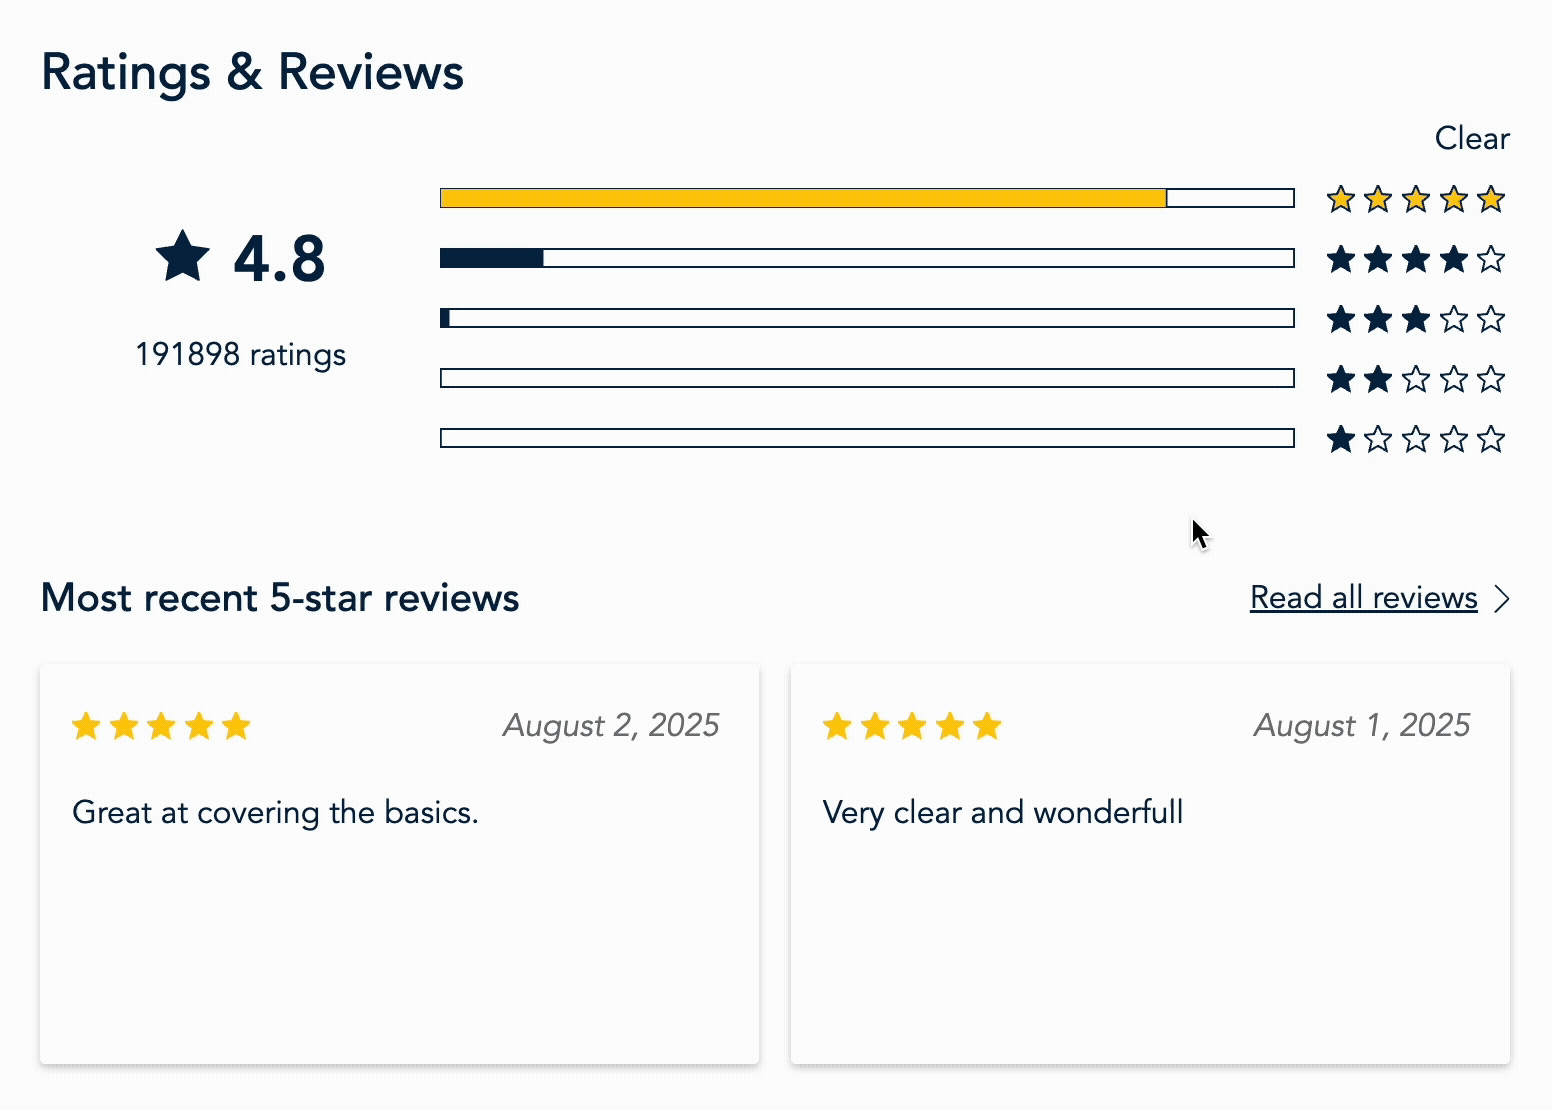 Ratings & Reviews
Clear
4.8
191898 ratings
Most recent 5-star reviews
Read all reviews
August 2, 2025
Great at covering the basics.
August 1, 2025
Very clear and wonderfull